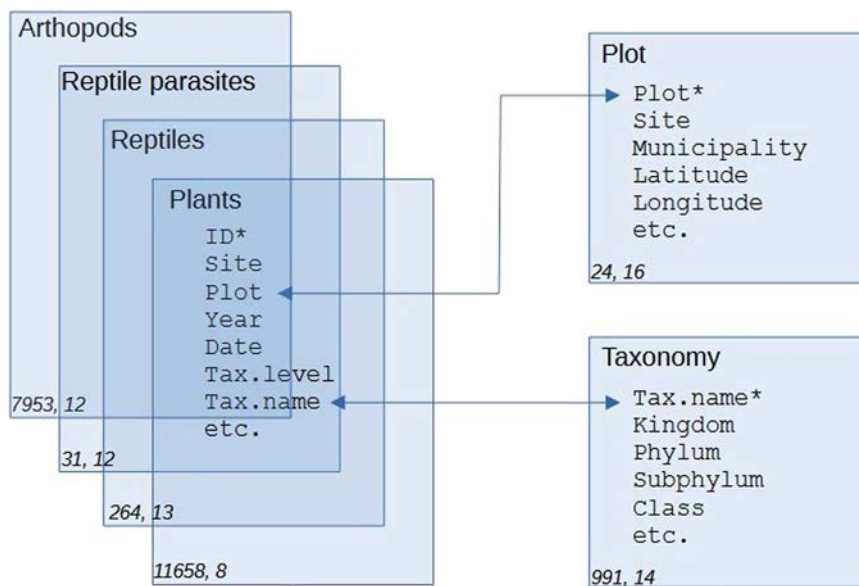 Arthopods
Reptile parasites
Reptiles
Plants
ID*
Site
Plot
Year
Date
Tax.level
Tax.name
etc.
7953, 12
31, 12
264, 13
11658, 8
Plot
Plot*
Site
Municipality
Latitude
Longitude
etc.
24, 16
Taxonomy
Tax.name*
Kingdom
Phylum
Subphylum
Class
etc.
991, 14